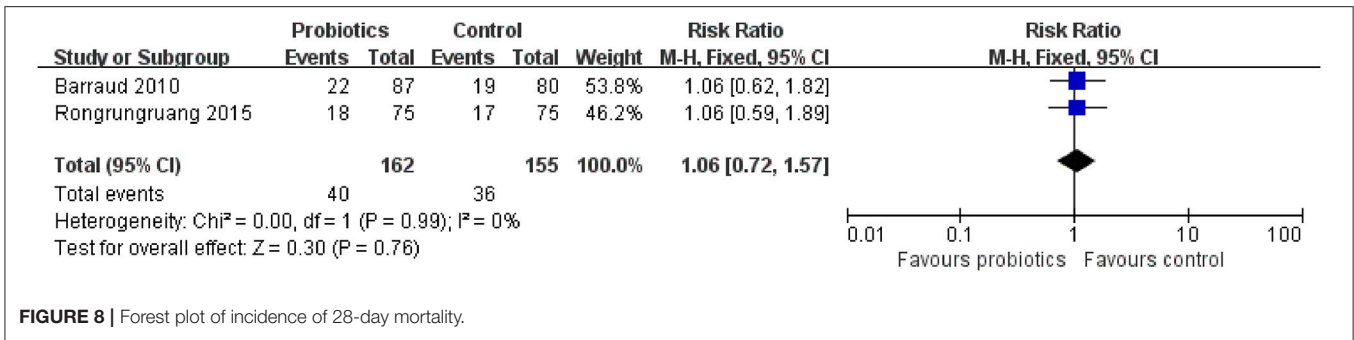 Probiotics Control Risk Ratio Risk Ratio
Study or Subgroup Events Total Events Total Weight M-H, Fixed, 95% CI M-H, Fixed, 95% CI
Barraud 2010 22 87 19 80 53.8% 1.06 [0.62, 1.82]
Rongrungruang 2015 18 75 17 75 46.2% 1.06 [0.59, 1.89]
Total (95% CI) 162 155 100.0% 1.06 [0.72, 1.57]
Total events 40 36
Heterogeneity: Chi² = 0.00, df = 1 (P = 0.99); I² = 0%
Test for overall effect: Z = 0.30 (P = 0.76)
0.01 0.1 1 10 100
Favours probiotics Favours control
FIGURE 8 | Forest plot of incidence of 28-day mortality.